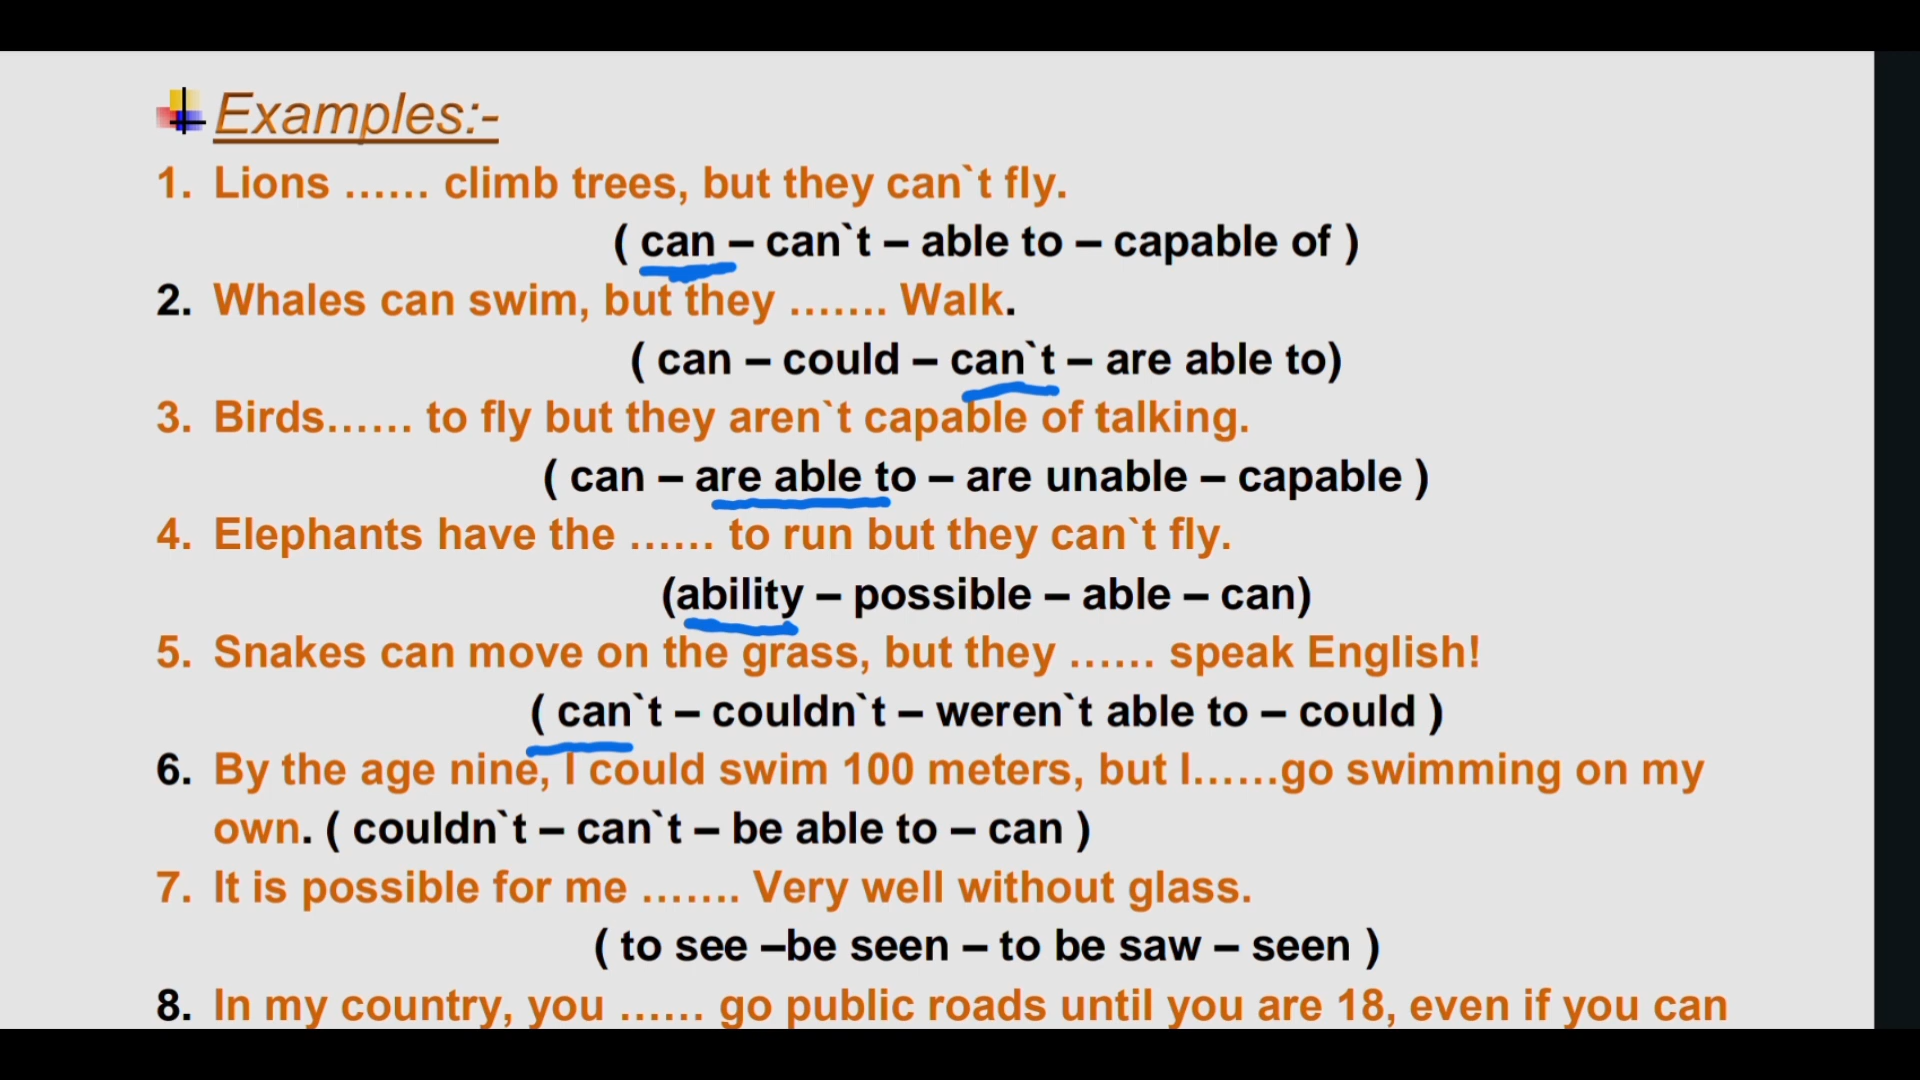 Examples:-
1. Lions …… climb trees, but they can`t fly.
( can – can`t – able to – capable of )
2. Whales can swim, but they ……. Walk.
( can – could – can`t – are able to)
3. Birds…… to fly but they aren`t capable of talking.
( can – are able to – are unable – capable )
4. Elephants have the …… to run but they can`t fly.
(ability – possible – able – can)
5. Snakes can move on the grass, but they …… speak English!
( can`t – couldn`t – weren`t able to – could )
6. By the age nine, I could swim 100 meters, but I……go swimming on my
own. ( couldn`t – can`t – be able to – can )
7. It is possible for me ……. Very well without glass.
( to see –be seen – to be saw – seen )
8. In my country, you …… go public roads until you are 18, even if you can